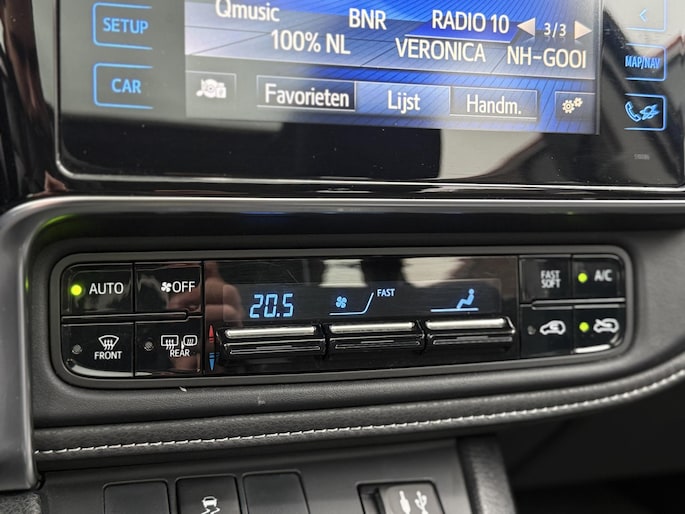 Qmusic BNR RADIO 10 3/3
100% NL VERONICA NH-GOOI
SETUP
CAR
MAP/NAV
Favorieten Lijst Handm.
AUTO OFF
20.5 FAST
FAST SOFT A/C
FRONT REAR